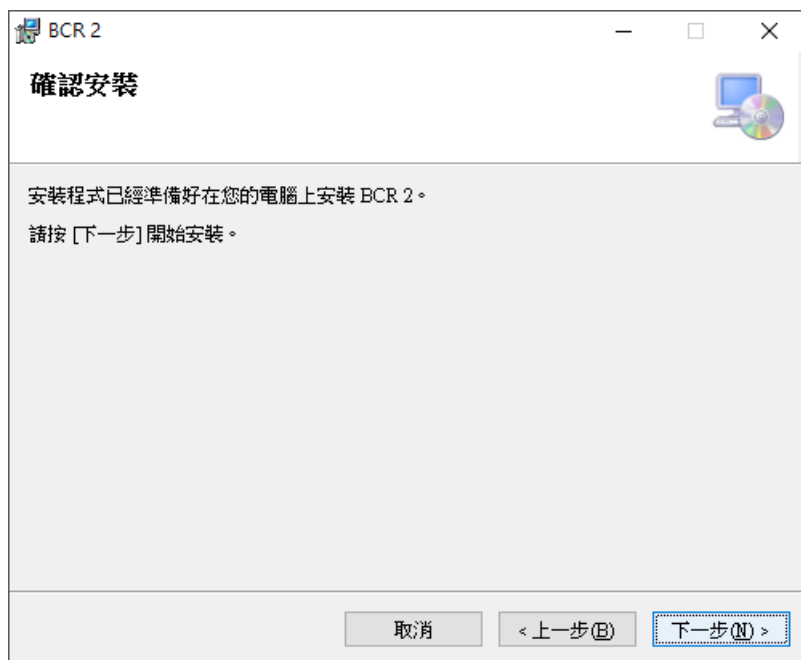 BCR 2
確認安裝
安裝程式已經準備好在您的電腦上安裝 BCR 2。
請按 [下一步] 開始安裝。
取消
< 上一步(B)
下一步(N) >